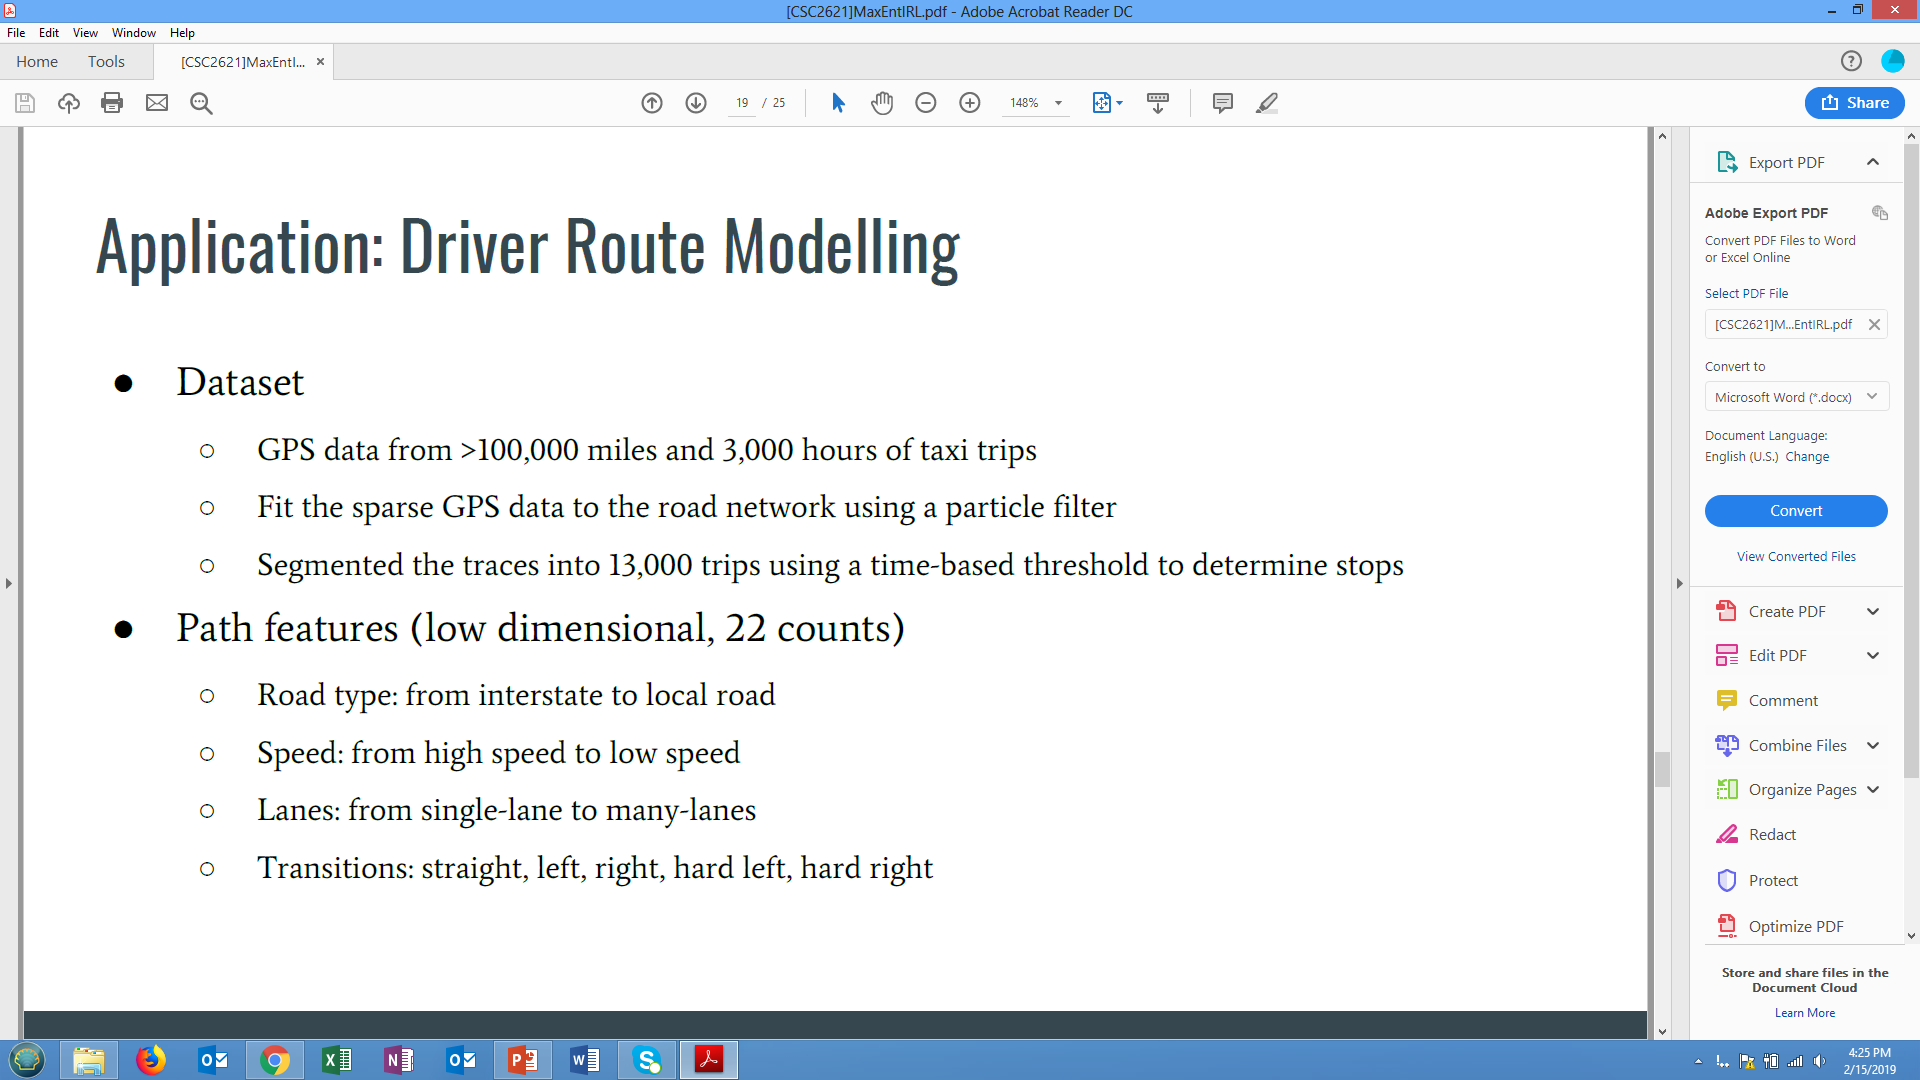 [CSC2621]MaxEntIRL.pdf - Adobe Acrobat Reader DC
File Edit View Window Help
Home Tools [CSC2621]MaxEntI... ×
19 / 25 148% Share
Application: Driver Route Modelling
● Dataset
○ GPS data from >100,000 miles and 3,000 hours of taxi trips
○ Fit the sparse GPS data to the road network using a particle filter
○ Segmented the traces into 13,000 trips using a time-based threshold to determine stops
● Path features (low dimensional, 22 counts)
○ Road type: from interstate to local road
○ Speed: from high speed to low speed
○ Lanes: from single-lane to many-lanes
○ Transitions: straight, left, right, hard left, hard right
Export PDF
Adobe Export PDF
Convert PDF Files to Word
or Excel Online
Select PDF File
[CSC2621]M...EntIRL.pdf
Convert to
Microsoft Word (*.docx)
Document Language:
English (U.S.) Change
Convert
View Converted Files
Create PDF
Edit PDF
Comment
Combine Files
Organize Pages
Redact
Protect
Optimize PDF
Store and share files in the
Document Cloud
Learn More
4:25 PM
2/15/2019